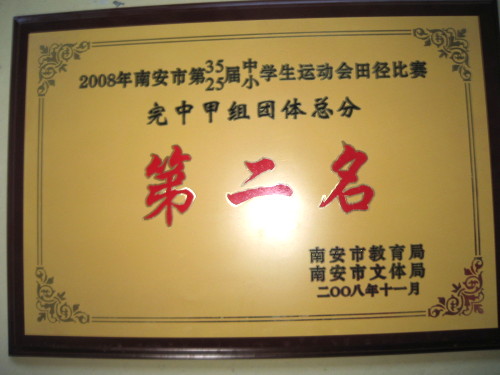 2008年南安市第35 25届中 小学生运动会田径比赛
完中甲组团体总分
第二名
南安市教育局
南安市文体局
二〇〇八年十一月